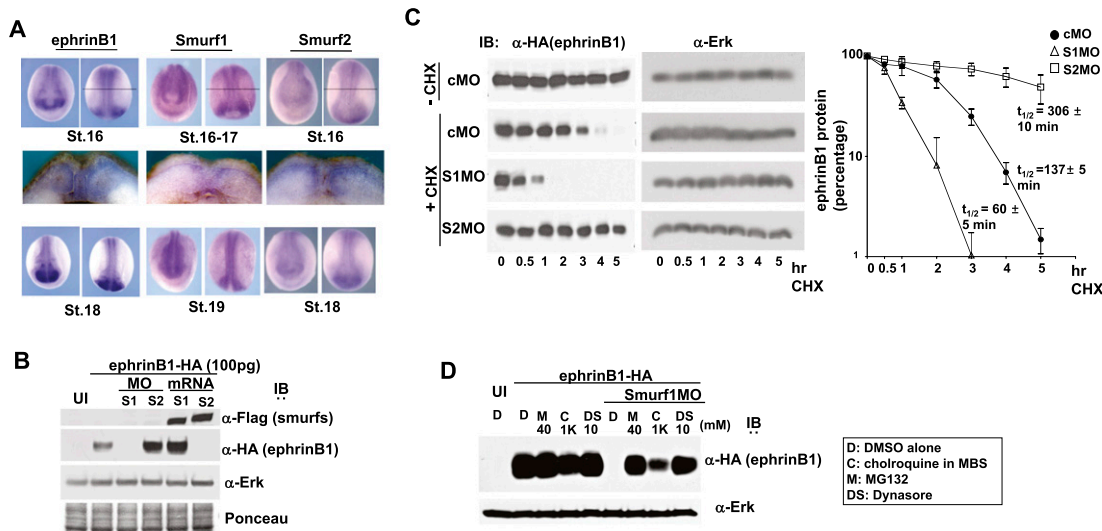 A
ephrinB1 Smurf1 Smurf2
St.16 St.16-17 St.16
St.18 St.19 St.18
B
ephrinB1-HA (100pg)
UI MO mRNA IB:
S1 S2 S1 S2
α-Flag (smurfs)
α-HA (ephrinB1)
α-Erk
Ponceau
C
IB: α-HA(ephrinB1) α-Erk
- CHX
cMO
+ CHX
cMO
S1MO
S2MO
0 0.5 1 2 3 4 5 0 0.5 1 2 3 4 5 hr
CHX
cMO
S1MO
S2MO
ephrinB1 protein
(percentage)
100
10
1
t1/2 = 306 ±
10 min
t1/2 =137± 5
min
t1/2 = 60 ±
5 min
0 0.5 1 2 3 4 5 hr
CHX
D
ephrinB1-HA
UI Smurf1MO
D D M C DS D M C DS
40 1K 10 40 1K 10 (mM) IB:
α-HA (ephrinB1)
α-Erk
D: DMSO alone
C: cholroquine in MBS
M: MG132
DS: Dynasore